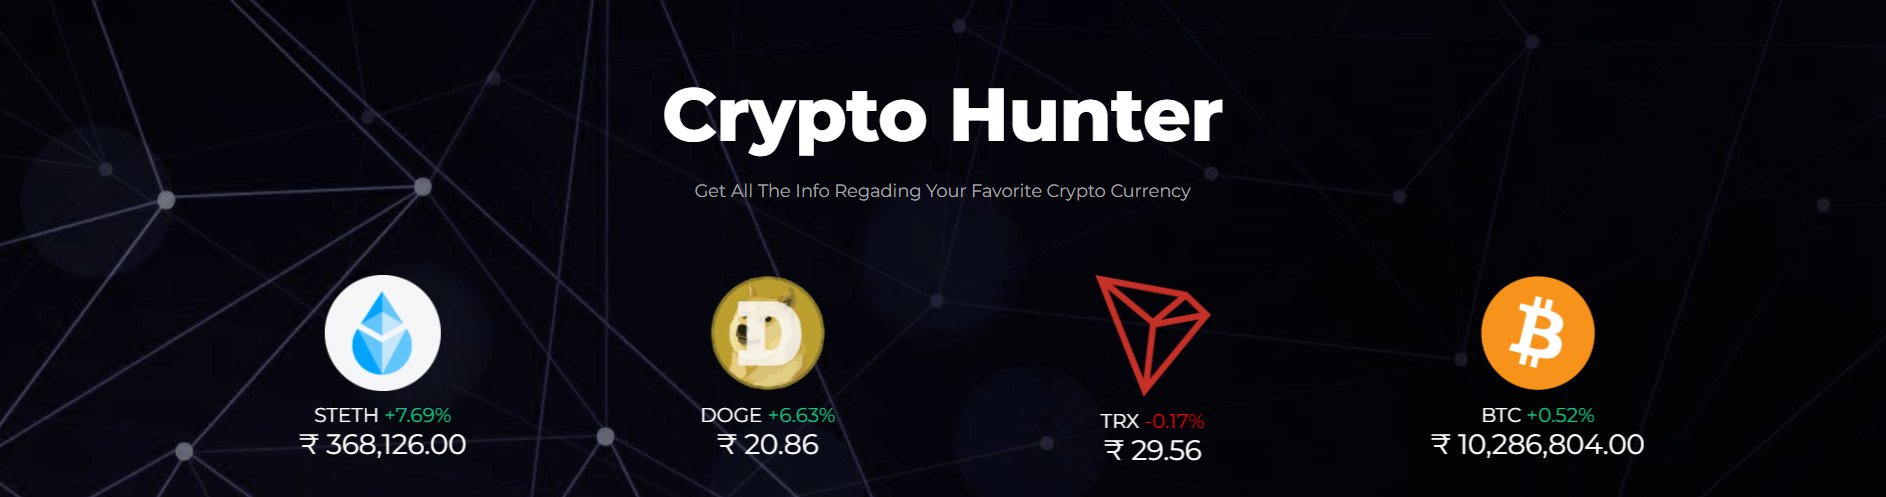 Crypto Hunter
Get All The Info Regading Your Favorite Crypto Currency
STETH +7.69%
₹ 368,126.00
DOGE +6.63%
₹ 20.86
TRX -0.17%
₹ 29.56
BTC +0.52%
₹ 10,286,804.00